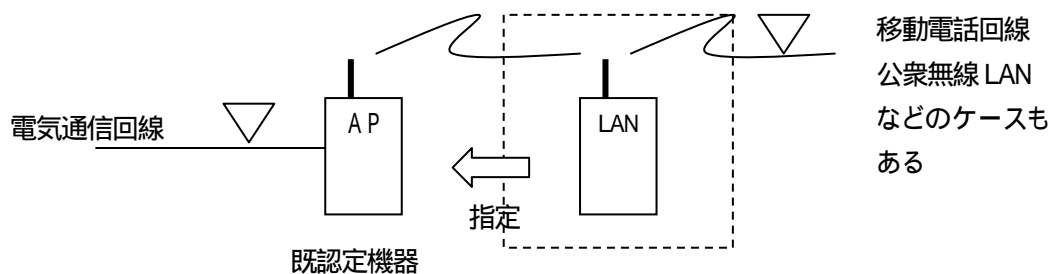 移動電話回線
公衆無線 LAN
などのケースも
ある
電気通信回線
A P
LAN
指定
既認定機器